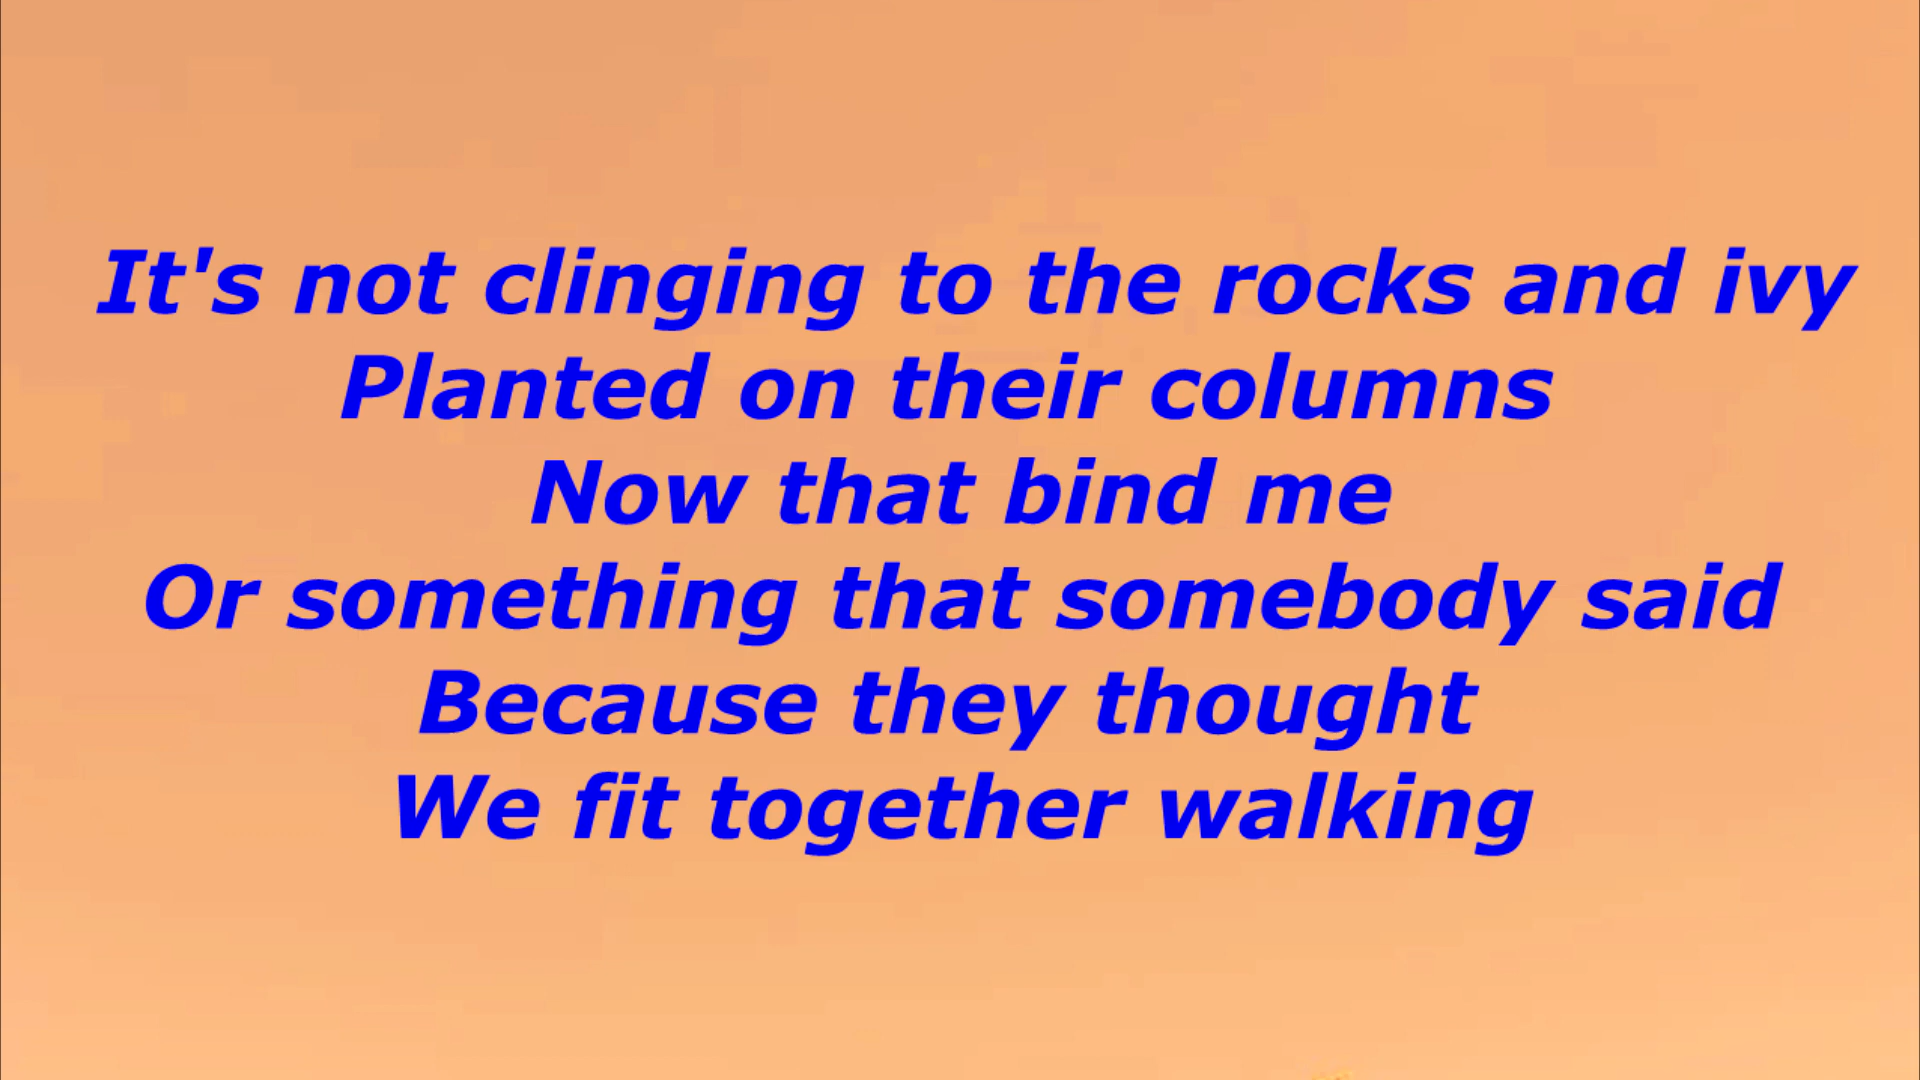 It's not clinging to the rocks and ivy
Planted on their columns
Now that bind me
Or something that somebody said
Because they thought
We fit together walking